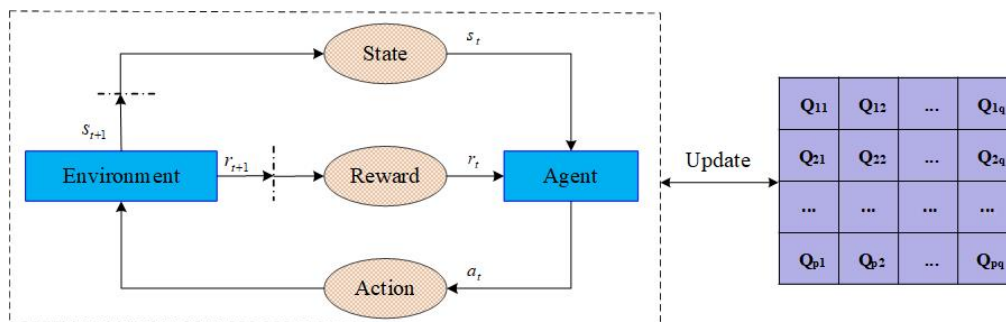 State
s_t
s_{t+1}
Environment
r_{t+1}
Reward
r_t
Agent
Action
a_t
Update
Q11 Q12 ... Q1q
Q21 Q22 ... Q2q
... ... ... ...
Qp1 Qp2 ... Qpq